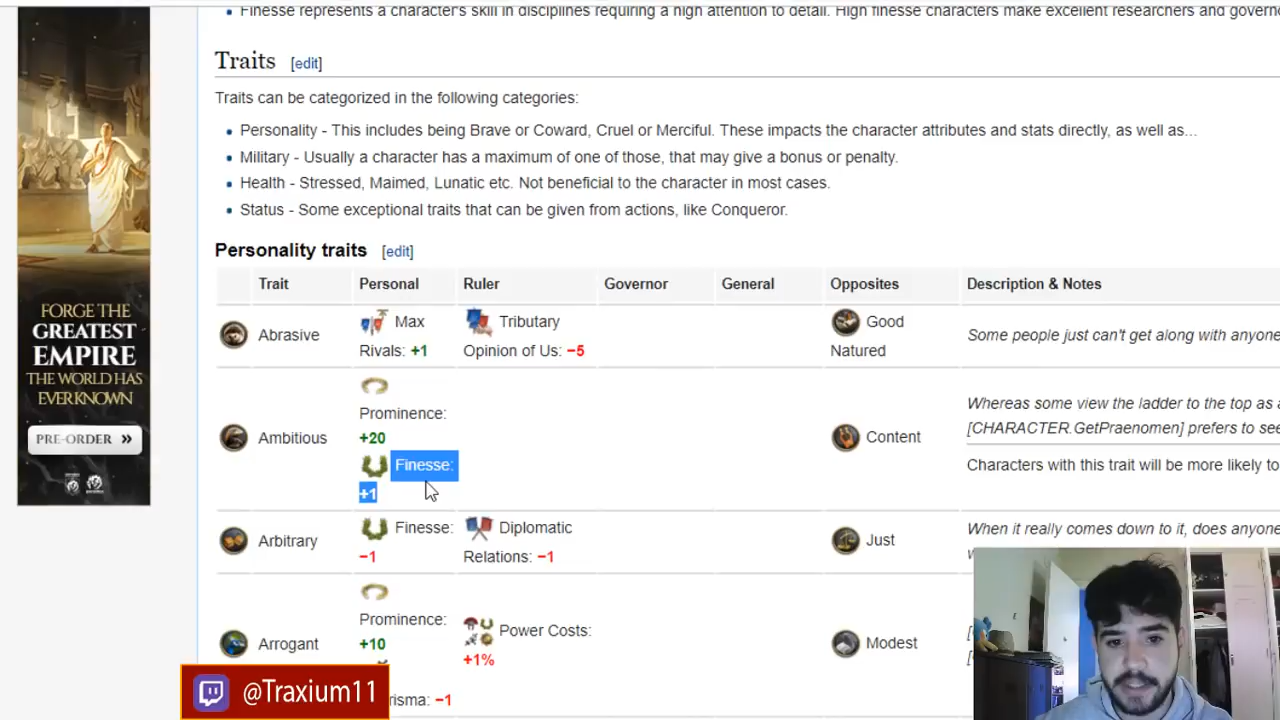 Finesse represents a character's skill in disciplines requiring a high attention to detail. High finesse characters make excellent researchers and
Traits [edit]
Traits can be categorized in the following categories:
Personality - This includes being Brave or Coward, Cruel or Merciful. These impacts the character attributes and stats directly, as well as...
Military - Usually a character has a maximum of one of those, that may give a bonus or penalty.
Health - Stressed, Maimed, Lunatic etc. Not beneficial to the character in most cases.
Status - Some exceptional traits that can be given from actions, like Conqueror.
Personality traits [edit]
Trait Personal Ruler Governor General Opposites Description & Notes
Abrasive
Max
Rivals: +1
Tributary
Opinion of Us: −5
Good
Natured
Some people just can't get along with anyone
Ambitious
Prominence:
+20
Finesse:
+1
Content
Whereas some view the ladder to the top as a
[CHARACTER.GetPraenomen] prefers to see
Characters with this trait will be more likely to
Arbitrary
Finesse:
−1
Diplomatic
Relations: −1
Just
When it really comes down to it, does anyone
Arrogant
Prominence:
+10
risma: −1
Power Costs:
+1%
Modest
FORGE THE
GREATEST
EMPIRE
THE WORLD HAS
EVER KNOWN
PRE-ORDER »
@Traxium11